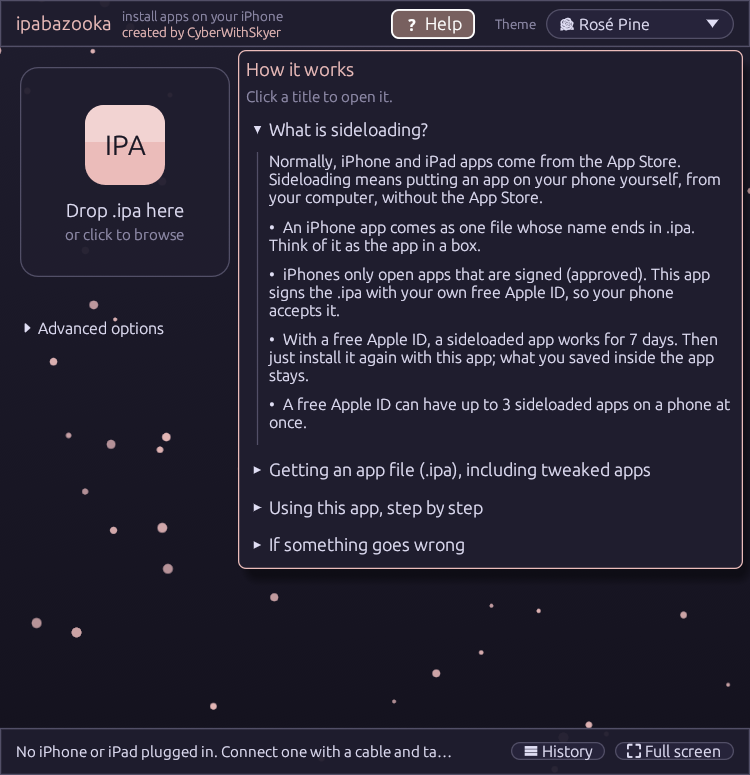 ipabazooka
install apps on your iPhone
created by CyberWithSkyer
? Help
Theme
Rosé Pine
IPA
Drop .ipa here
or click to browse
Advanced options
How it works
Click a title to open it.
What is sideloading?
Normally, iPhone and iPad apps come from the App Store.
Sideloading means putting an app on your phone yourself, from
your computer, without the App Store.
• An iPhone app comes as one file whose name ends in .ipa.
Think of it as the app in a box.
• iPhones only open apps that are signed (approved). This app
signs the .ipa with your own free Apple ID, so your phone
accepts it.
• With a free Apple ID, a sideloaded app works for 7 days. Then
just install it again with this app; what you saved inside the app
stays.
• A free Apple ID can have up to 3 sideloaded apps on a phone at
once.
Getting an app file (.ipa), including tweaked apps
Using this app, step by step
If something goes wrong
No iPhone or iPad plugged in. Connect one with a cable and ta…
History
Full screen